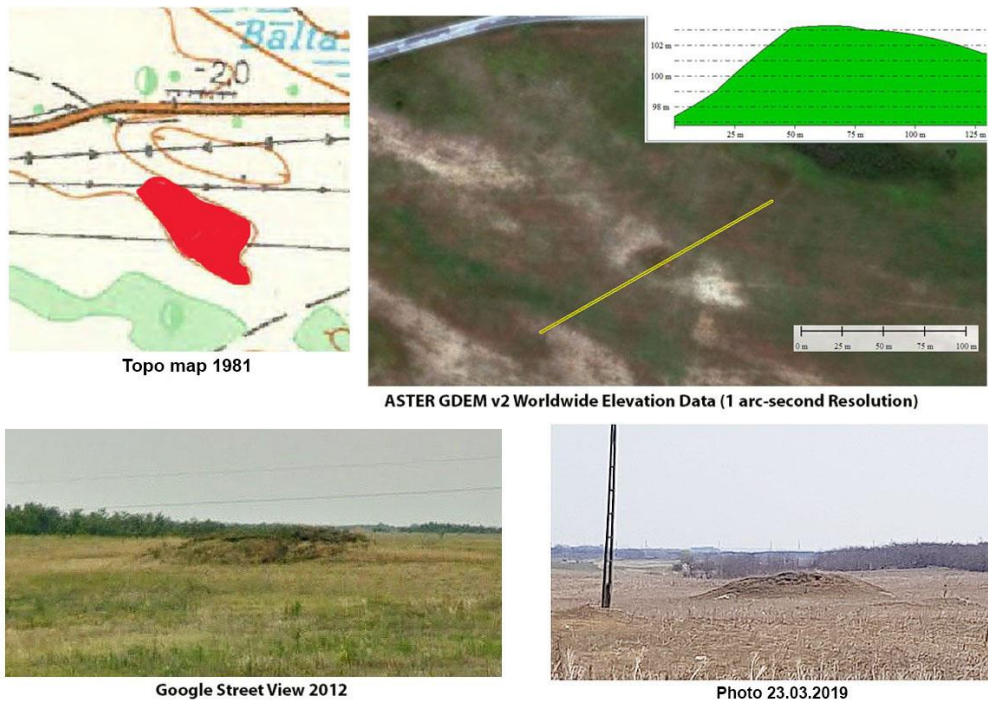 Balta
-2.0
Topo map 1981
102 m
100 m
98 m
25 m
50 m
75 m
100 m
125 m
0 m
25 m
50 m
75 m
100 m
ASTER GDEM v2 Worldwide Elevation Data (1 arc-second Resolution)
Google Street View 2012
Photo 23.03.2019